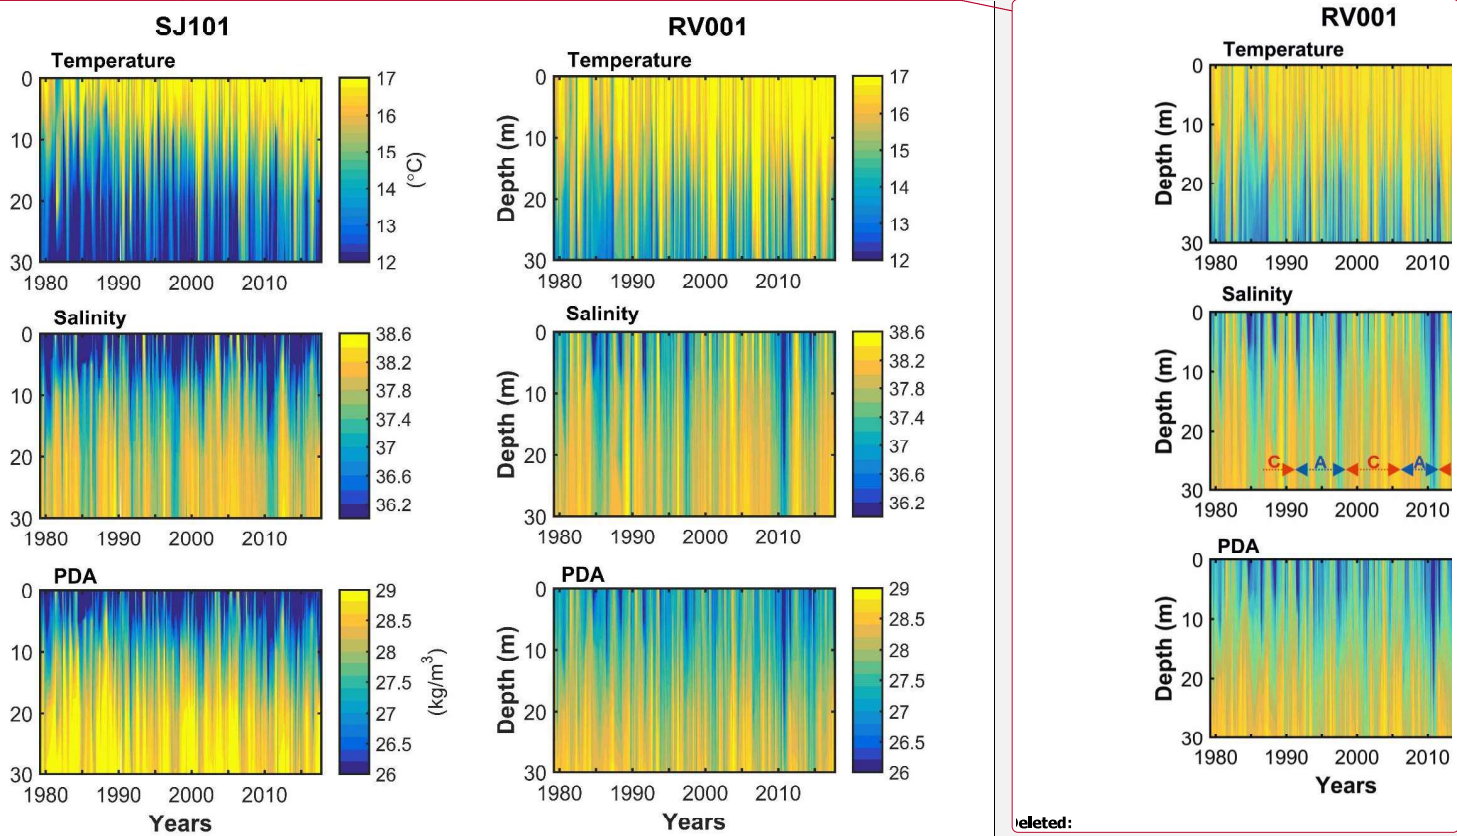 SJ101
Temperature
0
10
20
30
1980 1990 2000 2010
17
16
15
14
13
12
(°C)
Salinity
0
10
20
30
1980 1990 2000 2010
38.6
38.2
37.8
37.4
37
36.6
36.2
PDA
0
10
20
30
1980 1990 2000 2010
Years
29
28.5
28
27.5
27
26.5
26
(kg/m³)
RV001
Temperature
Depth (m)
0
10
20
30
1980 1990 2000 2010
17
16
15
14
13
12
Salinity
Depth (m)
0
10
20
30
1980 1990 2000 2010
38.6
38.2
37.8
37.4
37
36.6
36.2
PDA
Depth (m)
0
10
20
30
1980 1990 2000 2010
Years
29
28.5
28
27.5
27
26.5
26
RV001
Temperature
Depth (m)
0
10
20
30
1980 1990 2000 2010
Salinity
Depth (m)
0
10
20
30
C A C A
1980 1990 2000 2010
PDA
Depth (m)
0
10
20
30
1980 1990 2000 2010
Years
eleted: